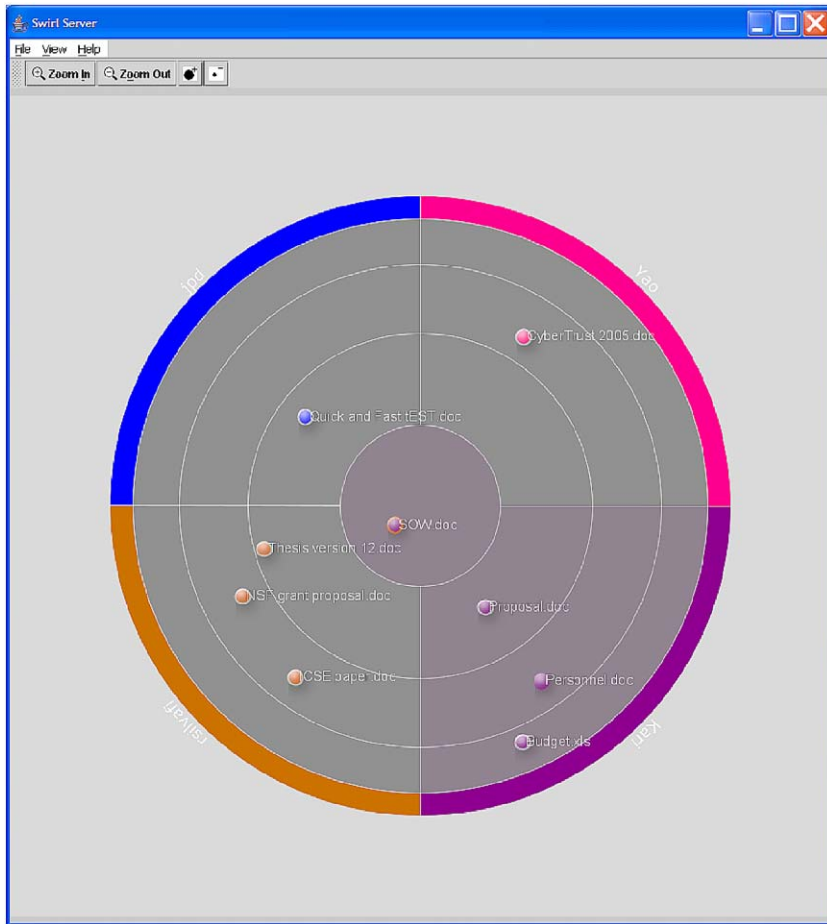 Swirl Server
File View Help
Zoom In Zoom Out
jpd
Yao
CyberTrust 2005.doc
Quick and Fast tEST.doc
SOW.doc
Thesis version 12.doc
NSF grant proposal.doc
Proposal.doc
ICSE paper.doc
Personnel.doc
rsilvafi
kari
Budget.xls